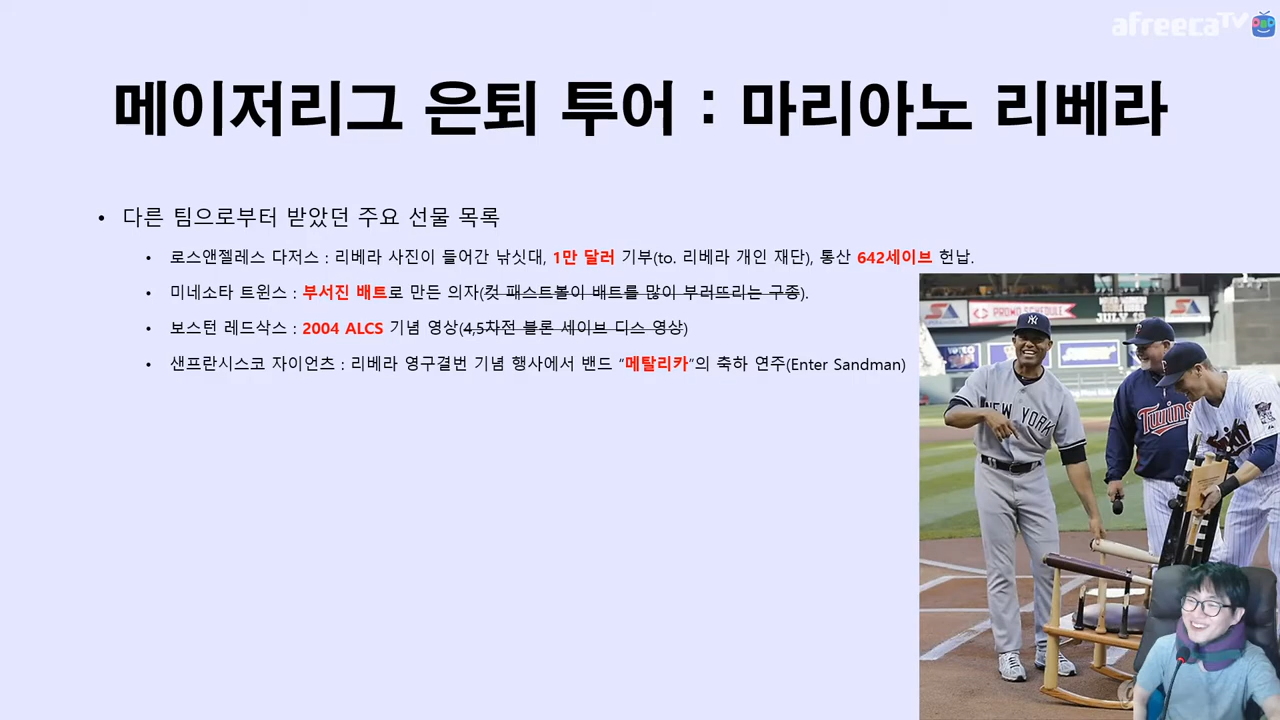 afreecaTV
메이저리그 은퇴 투어 : 마리아노 리베라
• 다른 팀으로부터 받았던 주요 선물 목록
• 로스앤젤레스 다저스 : 리베라 사진이 들어간 낚싯대, 1만 달러 기부(to. 리베라 개인 재단), 통산 642세이브 헌납.
• 미네소타 트윈스 : 부서진 배트로 만든 의자(컷 패스트볼이 배트를 많이 부러뜨리는 구종).
• 보스턴 레드삭스 : 2004 ALCS 기념 영상(4,5차전 블론 세이브 디스 영상)
• 샌프란시스코 자이언츠 : 리베라 영구결번 기념 행사에서 밴드 “메탈리카”의 축하 연주(Enter Sandman)
PROMO SCHEDULE
JULY
NEW YORK
Twins